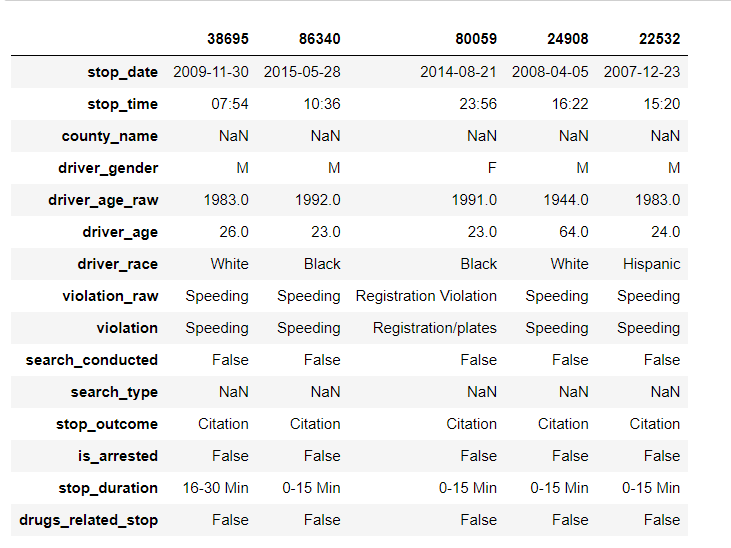 38695 86340 80059 24908 22532
stop_date 2009-11-30 2015-05-28 2014-08-21 2008-04-05 2007-12-23
stop_time 07:54 10:36 23:56 16:22 15:20
county_name NaN NaN NaN NaN NaN
driver_gender M M F M M
driver_age_raw 1983.0 1992.0 1991.0 1944.0 1983.0
driver_age 26.0 23.0 23.0 64.0 24.0
driver_race White Black Black White Hispanic
violation_raw Speeding Speeding Registration Violation Speeding Speeding
violation Speeding Speeding Registration/plates Speeding Speeding
search_conducted False False False False False
search_type NaN NaN NaN NaN NaN
stop_outcome Citation Citation Citation Citation Citation
is_arrested False False False False False
stop_duration 16-30 Min 0-15 Min 0-15 Min 0-15 Min 0-15 Min
drugs_related_stop False False False False False